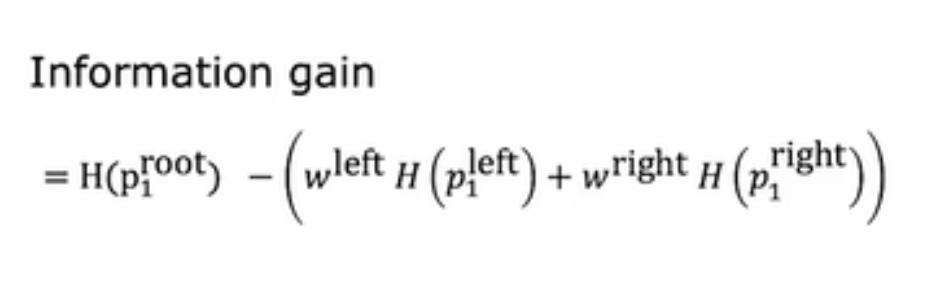 Information gain
= H(p₁^root) − (w^left H (p₁^left) + w^right H (p₁^right))